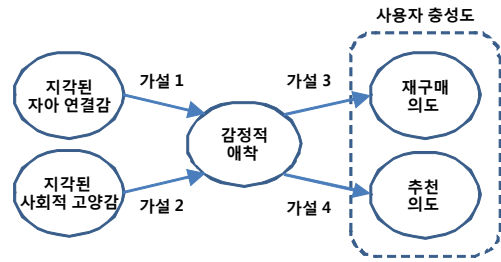 사용자 충성도
지각된
자아 연결감
가설 1
가설 3
재구매
의도
감정적
애착
지각된
사회적 고양감
가설 2
가설 4
추천
의도